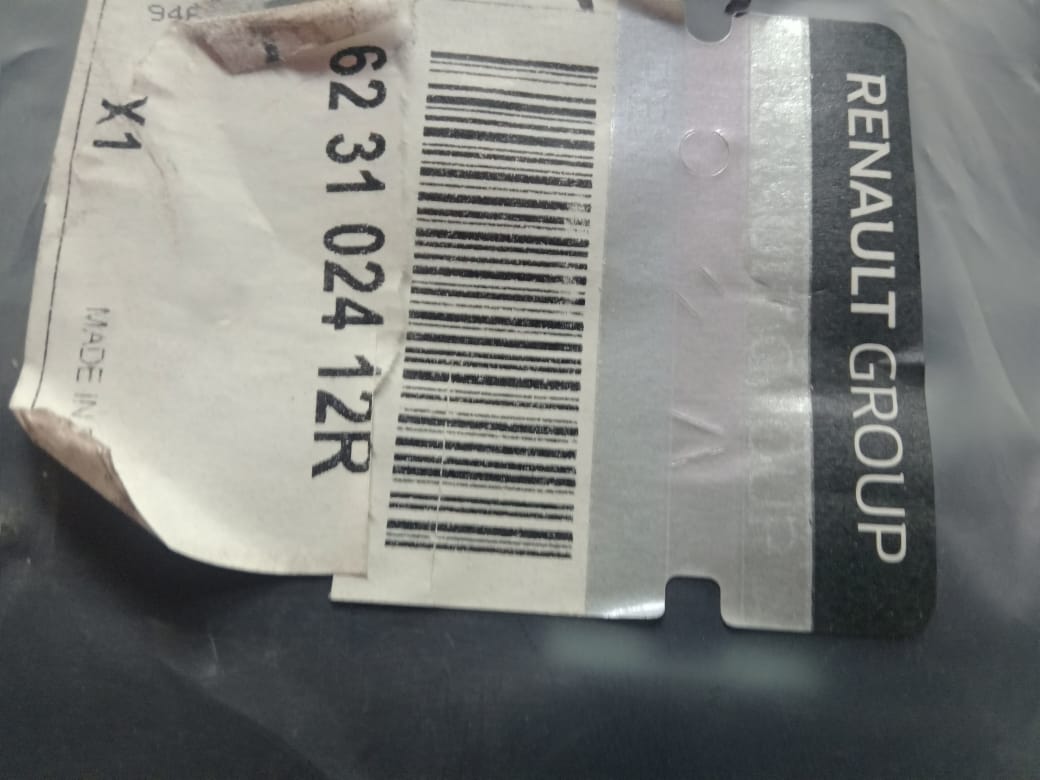 RENAULT GROUP
62 31 024 12R
X1
MADE IN